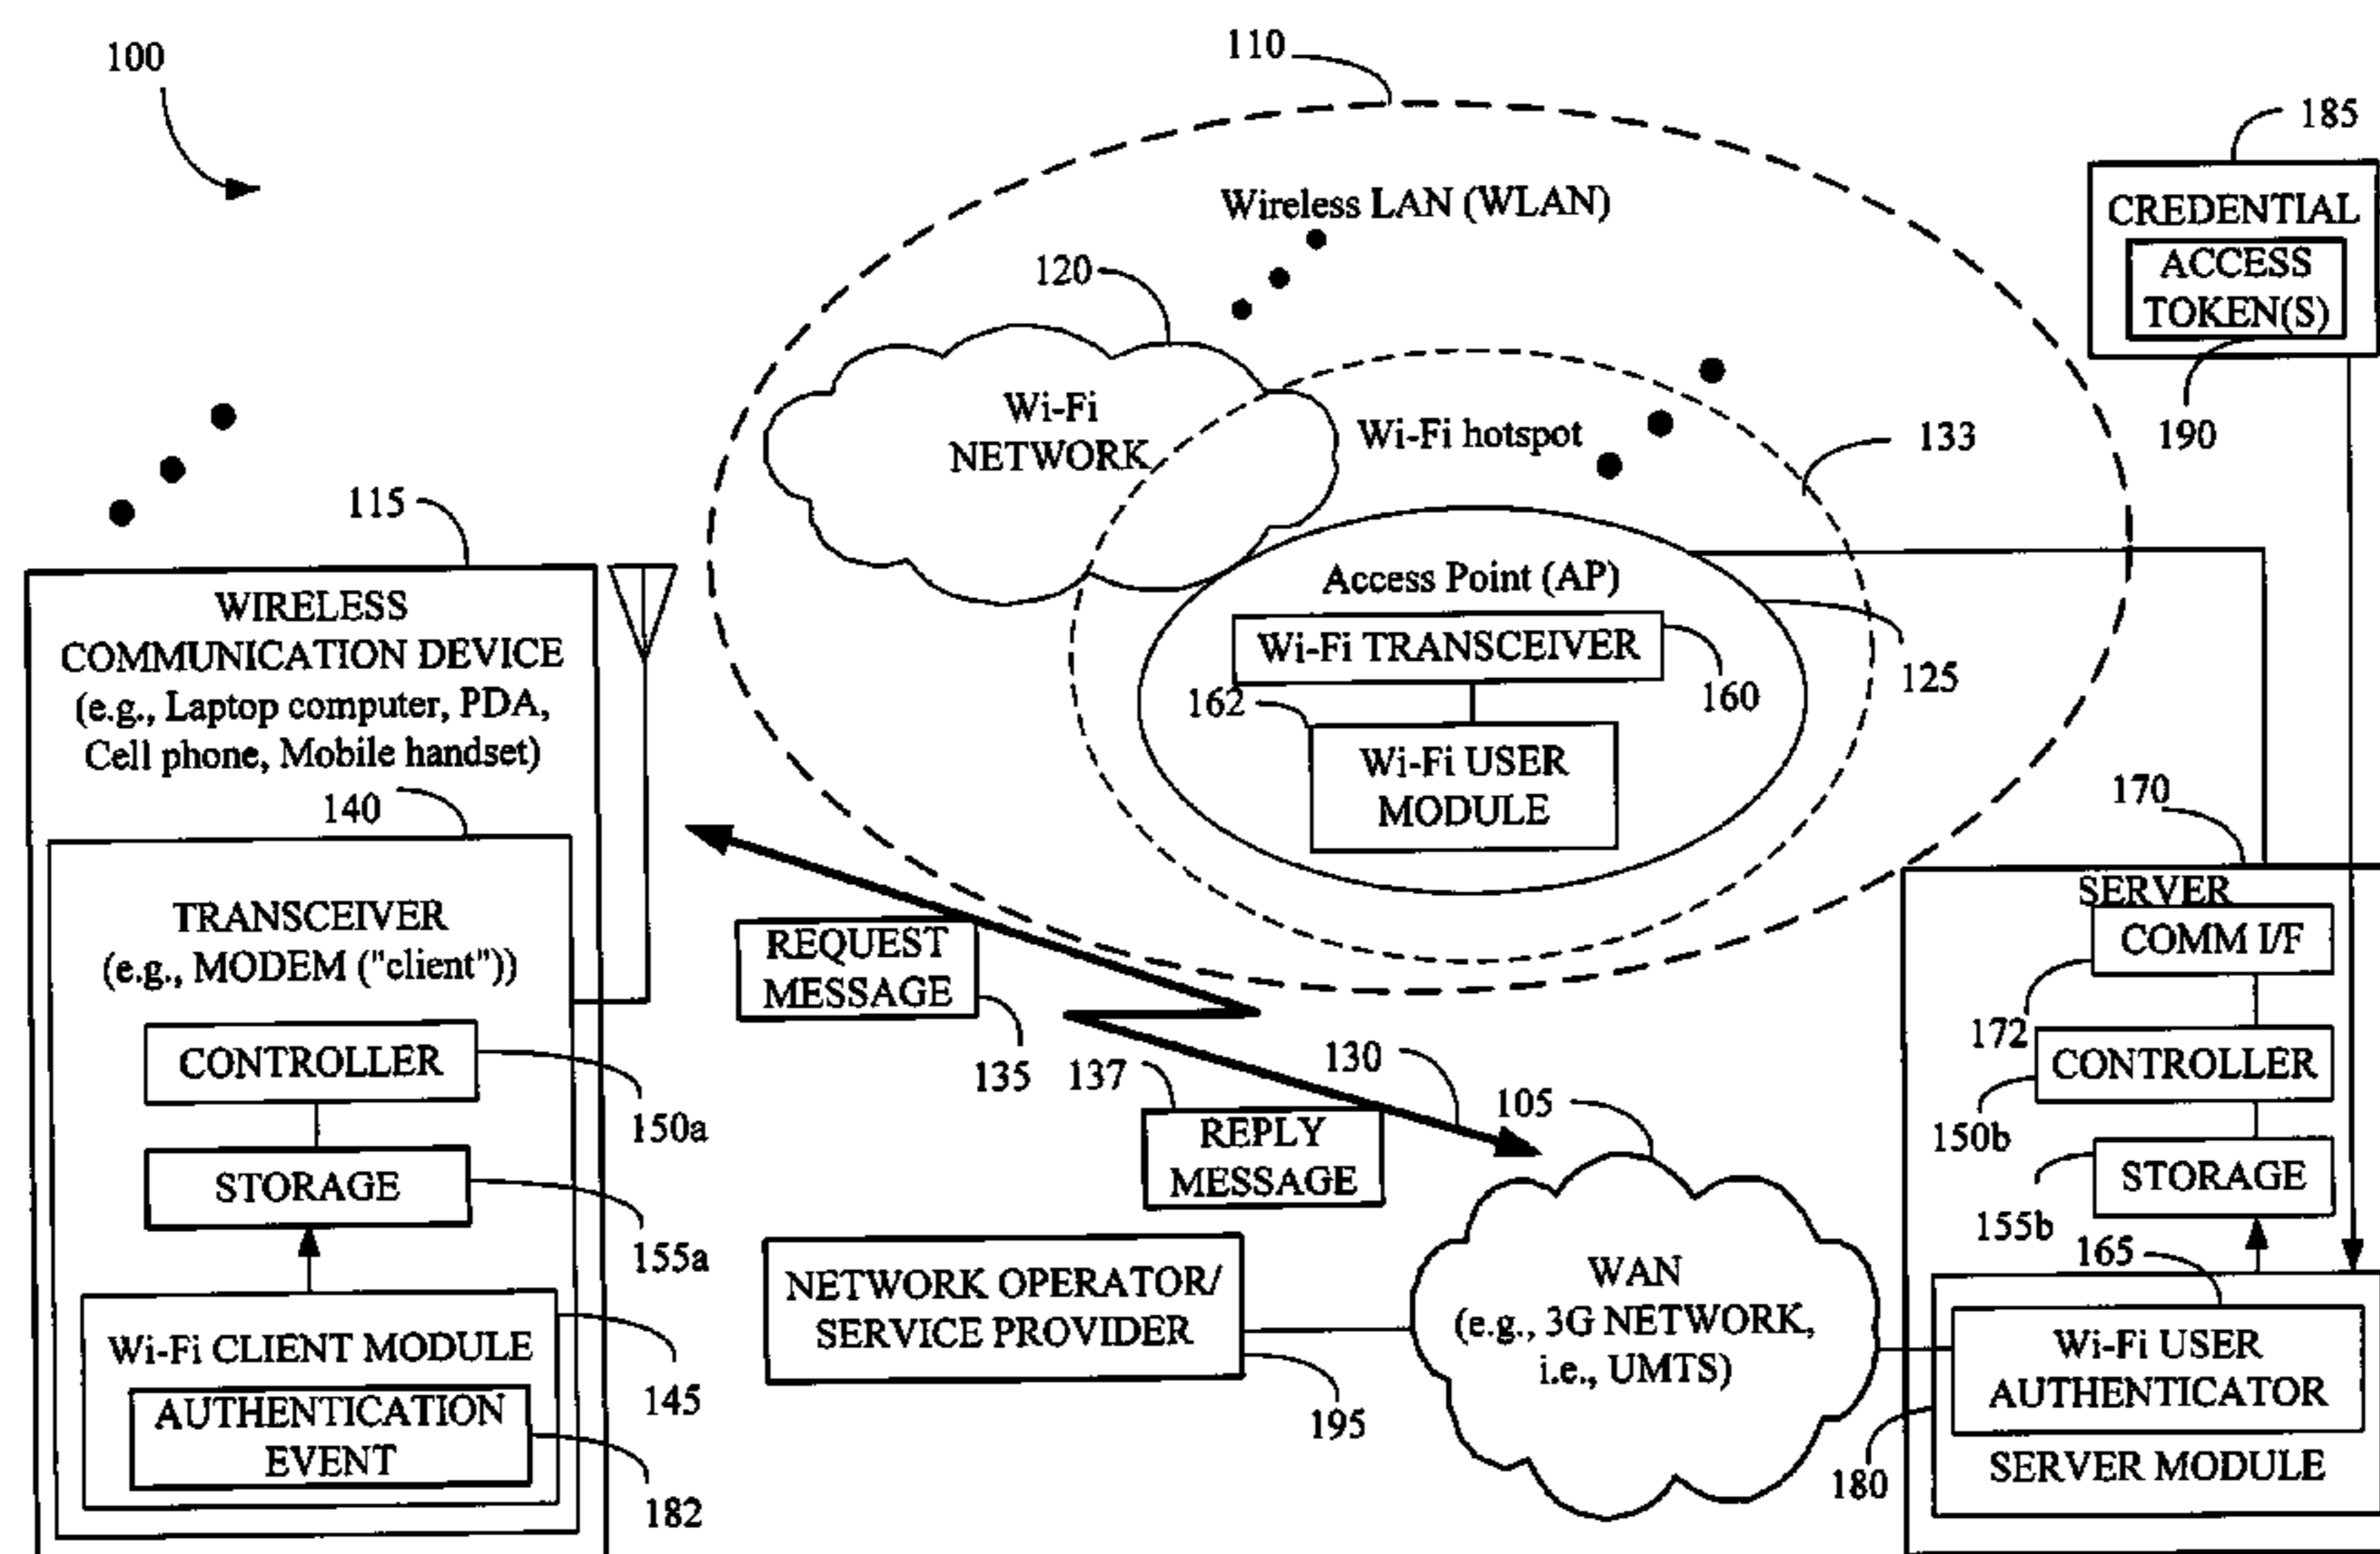 100
110
185
CREDENTIAL
ACCESS
TOKEN(S)
190
Wireless LAN (WLAN)
120
Wi-Fi
NETWORK
Wi-Fi hotspot
133
Access Point (AP)
Wi-Fi TRANSCEIVER
125
160
162
Wi-Fi USER
MODULE
115
WIRELESS
COMMUNICATION DEVICE
(e.g., Laptop computer, PDA,
Cell phone, Mobile handset)
140
TRANSCEIVER
(e.g., MODEM ("client"))
CONTROLLER
150a
STORAGE
155a
Wi-Fi CLIENT MODULE
145
AUTHENTICATION
EVENT
182
REQUEST
MESSAGE
135
137
130
REPLY
MESSAGE
105
NETWORK OPERATOR/
SERVICE PROVIDER
195
WAN
(e.g., 3G NETWORK,
i.e., UMTS)
170
SERVER
COMM I/F
172
CONTROLLER
150b
STORAGE
155b
165
Wi-Fi USER
AUTHENTICATOR
180
SERVER MODULE